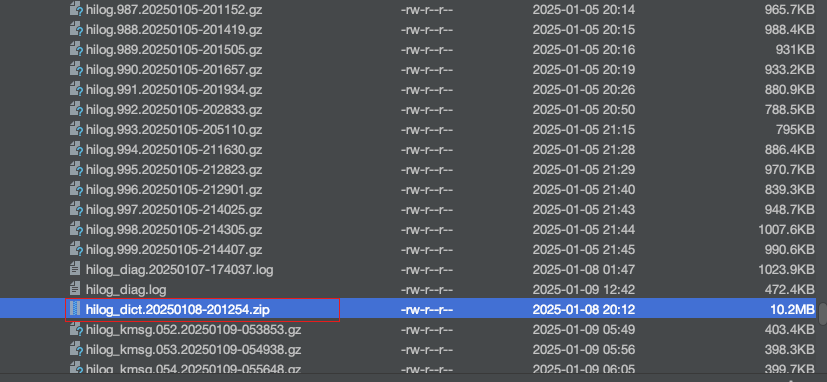 hilog.987.20250105-201152.gz -rw-r--r-- 2025-01-05 20:14 965.7KB
hilog.988.20250105-201419.gz -rw-r--r-- 2025-01-05 20:15 988.4KB
hilog.989.20250105-201505.gz -rw-r--r-- 2025-01-05 20:16 931KB
hilog.990.20250105-201657.gz -rw-r--r-- 2025-01-05 20:19 933.2KB
hilog.991.20250105-201934.gz -rw-r--r-- 2025-01-05 20:26 880.9KB
hilog.992.20250105-202833.gz -rw-r--r-- 2025-01-05 20:50 788.5KB
hilog.993.20250105-205110.gz -rw-r--r-- 2025-01-05 21:15 795KB
hilog.994.20250105-211630.gz -rw-r--r-- 2025-01-05 21:28 886.4KB
hilog.995.20250105-212823.gz -rw-r--r-- 2025-01-05 21:29 970.7KB
hilog.996.20250105-212901.gz -rw-r--r-- 2025-01-05 21:40 839.3KB
hilog.997.20250105-214025.gz -rw-r--r-- 2025-01-05 21:43 948.7KB
hilog.998.20250105-214305.gz -rw-r--r-- 2025-01-05 21:44 1007.6KB
hilog.999.20250105-214407.gz -rw-r--r-- 2025-01-05 21:45 990.6KB
hilog_diag.20250107-174037.log -rw-r--r-- 2025-01-08 01:47 1023.9KB
hilog_diag.log -rw-r--r-- 2025-01-09 12:42 472.4KB
hilog_dict.20250108-201254.zip -rw-r--r-- 2025-01-08 20:12 10.2MB
hilog_kmsg.052.20250109-053853.gz -rw-r--r-- 2025-01-09 05:49 403.4KB
hilog_kmsg.053.20250109-054938.gz -rw-r--r-- 2025-01-09 05:56 398.3KB
hilog_kmsg.054.20250109-055648.gz -rw-r--r-- 2025-01-09 06:05 399.7KB